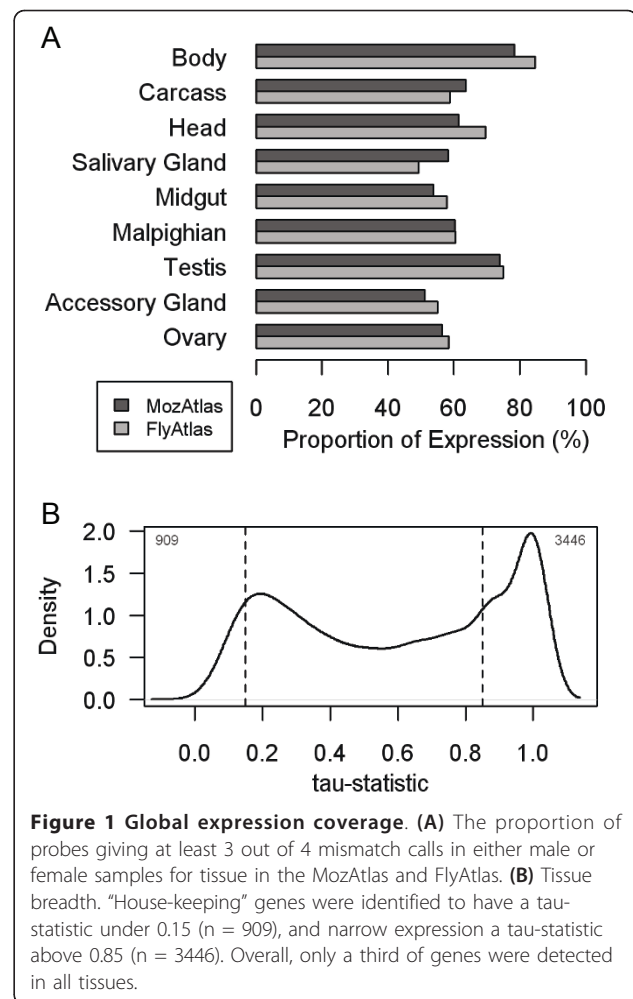 A
Body
Carcass
Head
Salivary Gland
Midgut
Malpighian
Testis
Accessory Gland
Ovary
MozAtlas
FlyAtlas
0 20 40 60 80 100
Proportion of Expression (%)
B
909
3446
2.0
1.5
1.0
0.5
0.0
Density
0.0 0.2 0.4 0.6 0.8 1.0
tau-statistic
Figure 1 Global expression coverage. (A) The proportion of
probes giving at least 3 out of 4 mismatch calls in either male or
female samples for tissue in the MozAtlas and FlyAtlas. (B) Tissue
breadth. "House-keeping" genes were identified to have a tau-
statistic under 0.15 (n = 909), and narrow expression a tau-statistic
above 0.85 (n = 3446). Overall, only a third of genes were detected
in all tissues.